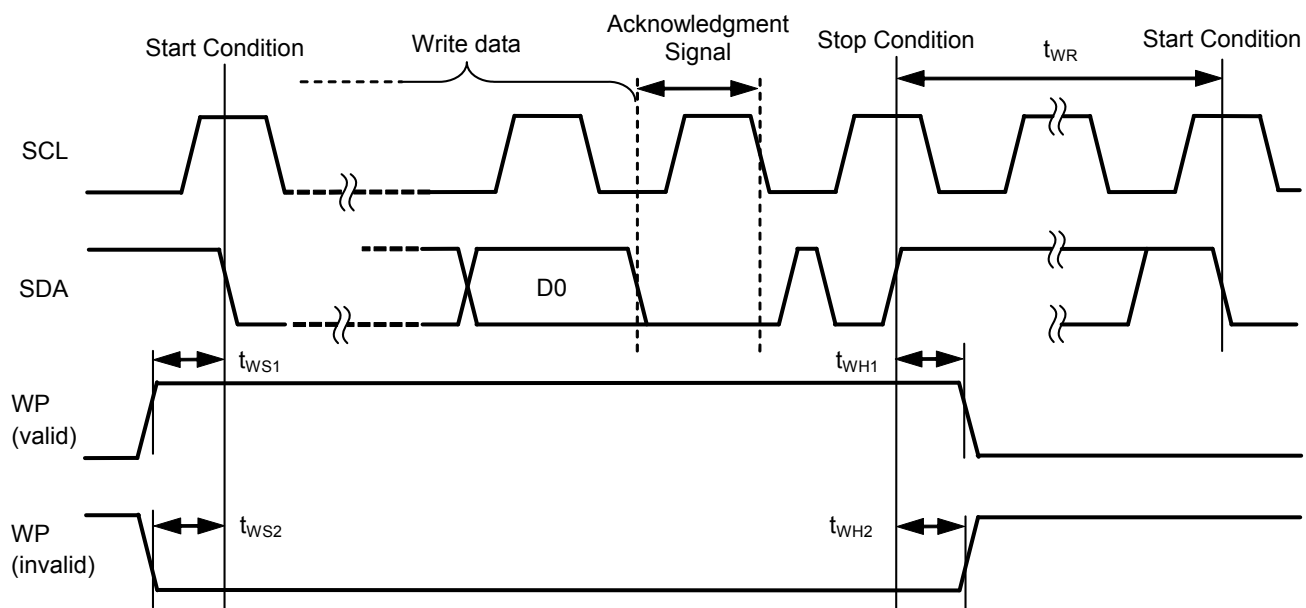 Start Condition
Write data
Acknowledgment
Signal
Stop Condition
tWR
Start Condition
SCL
SDA
D0
tWS1
tWH1
WP
(valid)
tWS2
tWH2
WP
(invalid)